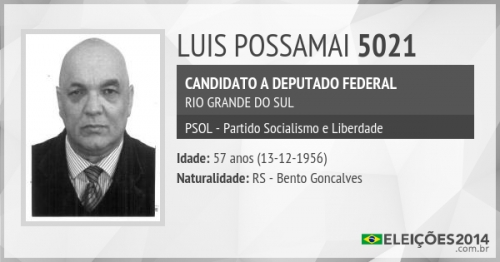 LUIS POSSAMAI 5021
CANDIDATO A DEPUTADO FEDERAL
RIO GRANDE DO SUL
PSOL - Partido Socialismo e Liberdade
Idade: 57 anos (13-12-1956)
Naturalidade: RS - Bento Goncalves
ELEIÇÕES2014
.com.br